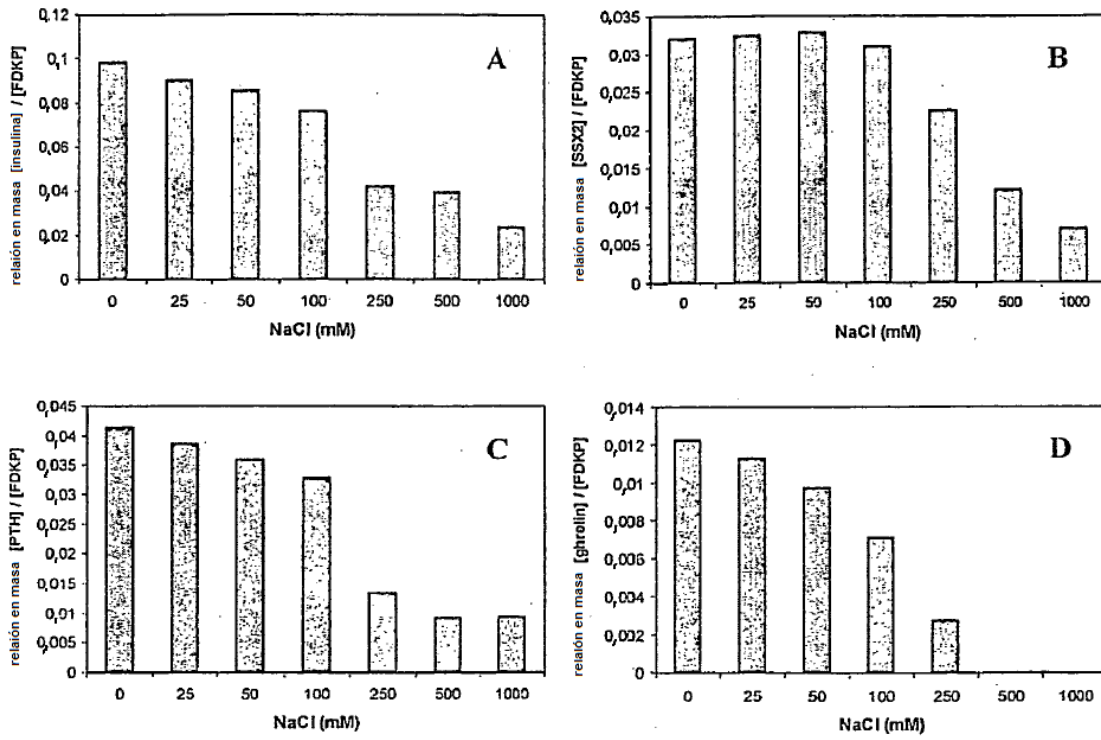 0,12
0,1
0,08
0,06
0,04
0,02
0
relaión en masa [insulina] / [FDKP]
A
0 25 50 100 250 500 1000
NaCl (mM)
0,035
0,03
0,025
0,02
0,015
0,01
0,005
0
relaión en masa [SSX2] / [FDKP]
B
0 25 50 100 250 500 1000
NaCl (mM)
0,045
0,04
0,035
0,03
0,025
0,02
0,015
0,01
0,005
0
relaión en masa [PTH] / [FDKP]
C
0 25 50 100 250 500 1000
NaCl (mM)
0,014
0,012
0,01
0,008
0,006
0,004
0,002
0
relaión en masa [ghrelin] / [FDKP]
D
0 25 50 100 250 500 1000
NaCl (mM)